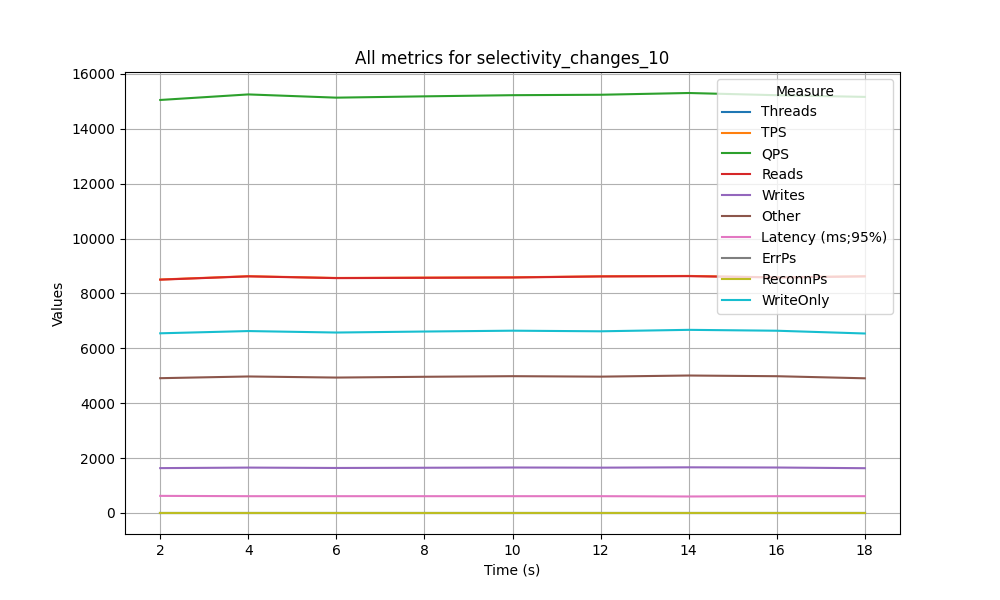 All metrics for selectivity_changes_10
Values
16000
14000
12000
10000
8000
6000
4000
2000
0
Measure
Threads
TPS
QPS
Reads
Writes
Other
Latency (ms;95%)
ErrPs
ReconnPs
WriteOnly
2 4 6 8 10 12 14 16 18
Time (s)